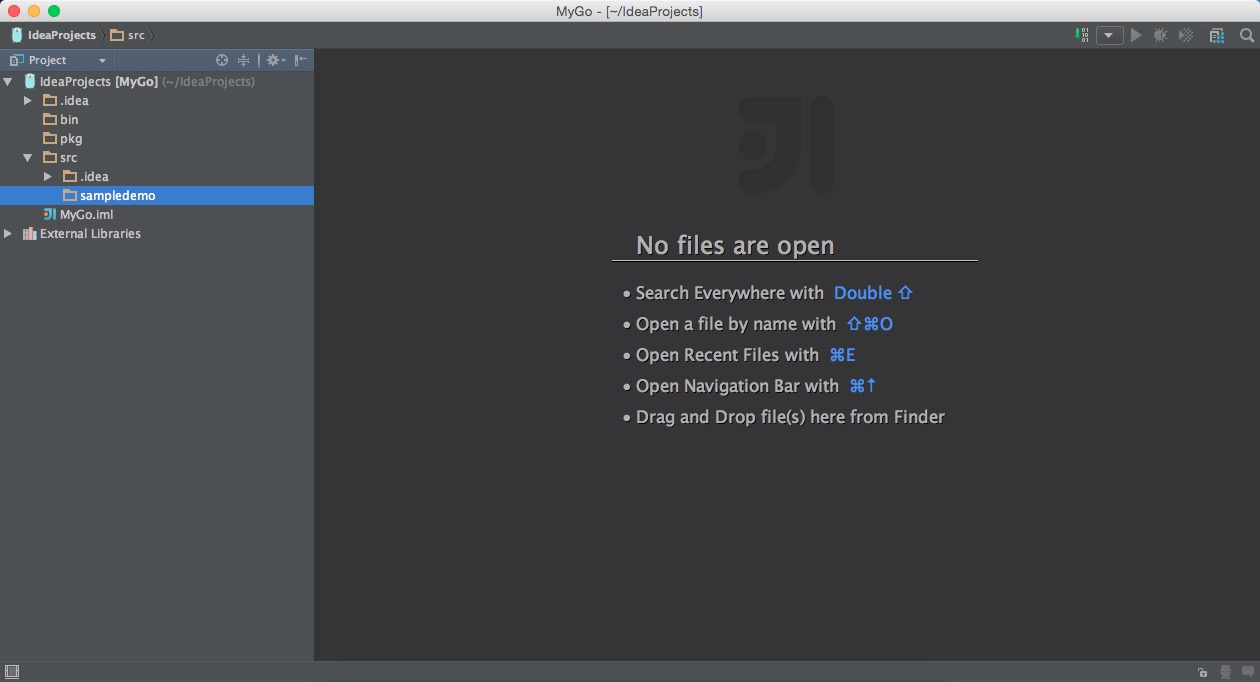 MyGo - [~/IdeaProjects]
IdeaProjects src
Project
IdeaProjects [MyGo] (~/IdeaProjects)
.idea
bin
pkg
src
.idea
sampledemo
MyGo.iml
External Libraries
No files are open
• Search Everywhere with Double ⇧
• Open a file by name with ⇧⌘O
• Open Recent Files with ⌘E
• Open Navigation Bar with ⌘↑
• Drag and Drop file(s) here from Finder